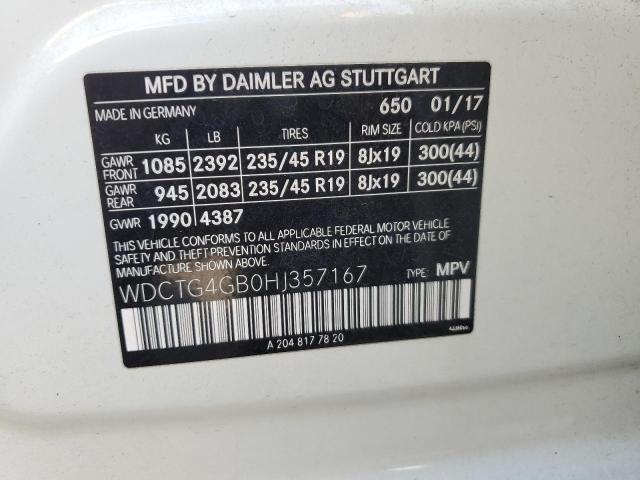 MFD BY DAIMLER AG STUTTGART
MADE IN GERMANY 650 01/17
KG LB TIRES RIM SIZE COLD KPA (PSI)
GAWR FRONT 1085 2392 235/45 R19 8Jx19 300(44)
GAWR REAR 945 2083 235/45 R19 8Jx19 300(44)
GVWR 1990 4387
THIS VEHICLE CONFORMS TO ALL APPLICABLE FEDERAL MOTOR VEHICLE
SAFETY AND THEFT PREVENTION STANDARDS IN EFFECT ON THE DATE OF
MANUFACTURE SHOWN ABOVE.
WDCTG4GB0HJ357167 TYPE: MPV
A 204 817 78 20